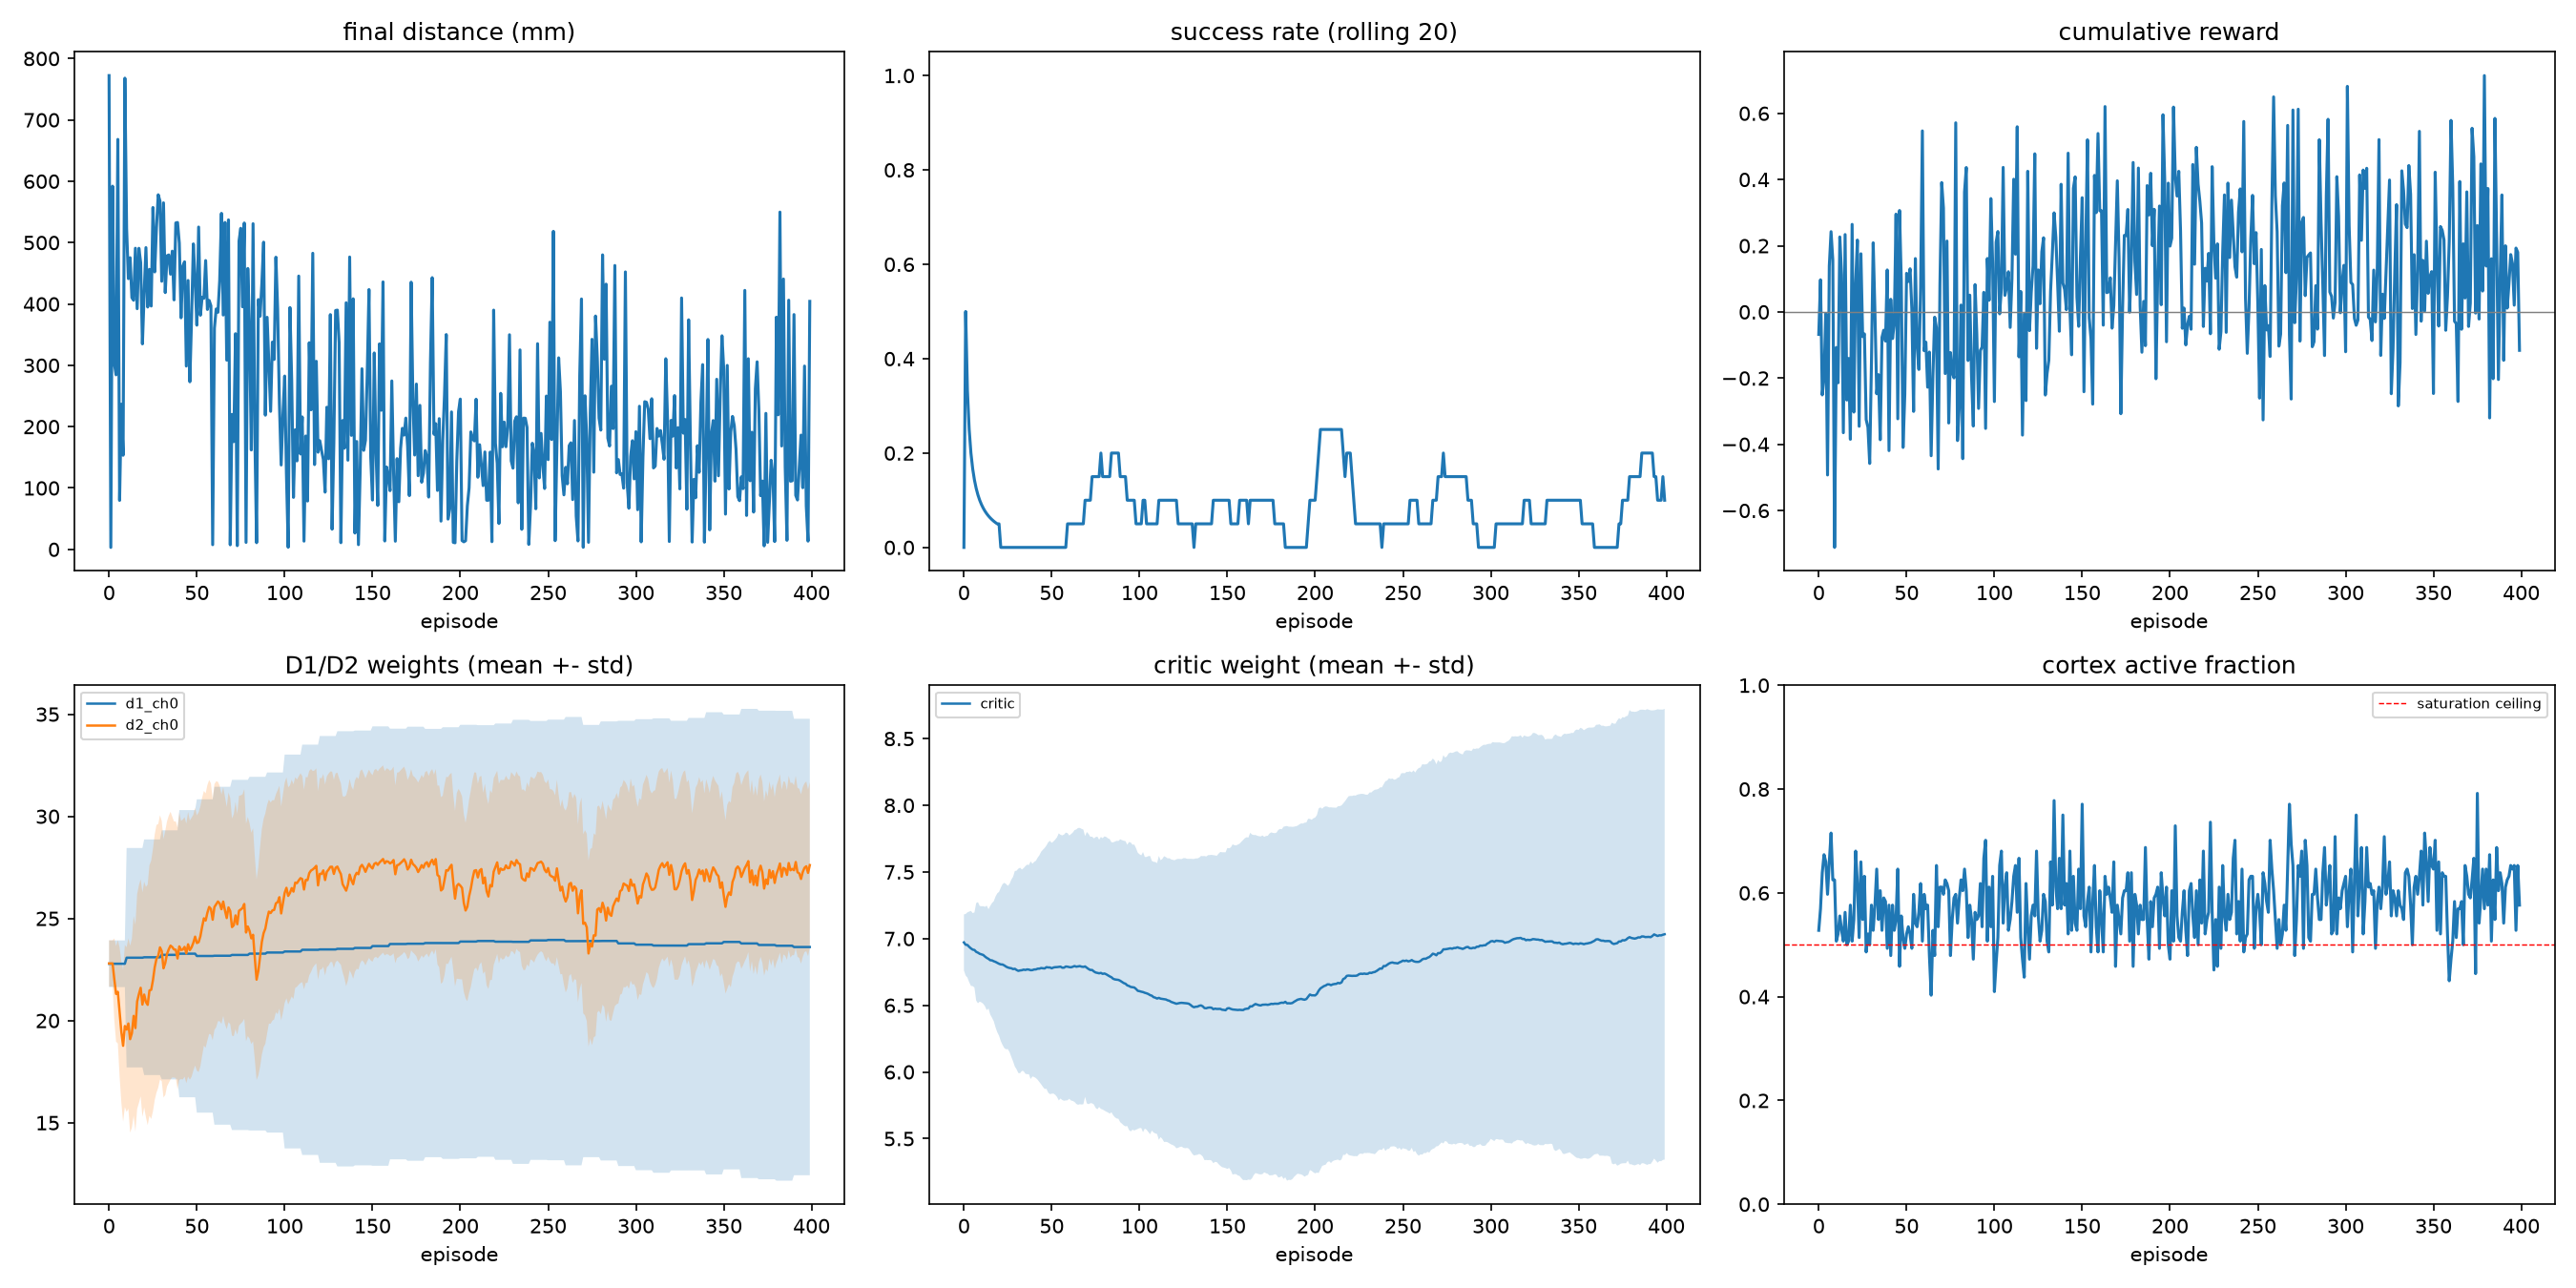 final distance (mm)
800
700
600
500
400
300
200
100
0
0 50 100 150 200 250 300 350 400
episode
success rate (rolling 20)
1.0
0.8
0.6
0.4
0.2
0.0
0 50 100 150 200 250 300 350 400
episode
cumulative reward
0.6
0.4
0.2
0.0
−0.2
−0.4
−0.6
0 50 100 150 200 250 300 350 400
episode
D1/D2 weights (mean +- std)
d1_ch0
d2_ch0
35
30
25
20
15
0 50 100 150 200 250 300 350 400
episode
critic weight (mean +- std)
critic
8.5
8.0
7.5
7.0
6.5
6.0
5.5
0 50 100 150 200 250 300 350 400
episode
cortex active fraction
saturation ceiling
1.0
0.8
0.6
0.4
0.2
0.0
0 50 100 150 200 250 300 350 400
episode